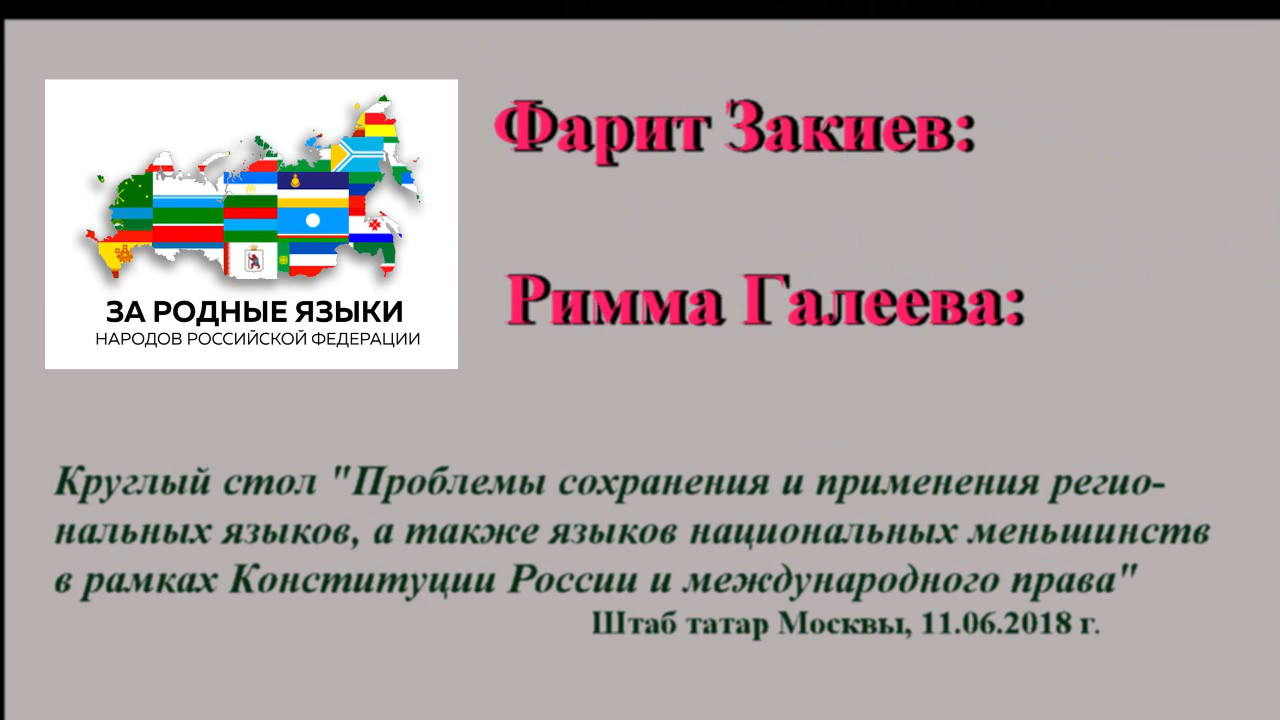 Фарит Закиев:
Римма Галеева:
ЗА РОДНЫЕ ЯЗЫКИ
НАРОДОВ РОССИЙСКОЙ ФЕДЕРАЦИИ
Круглый стол "Проблемы сохранения и применения регио-
нальных языков, а также языков национальных меньшинств
в рамках Конституции России и международного права"
Штаб татар Москвы, 11.06.2018 г.